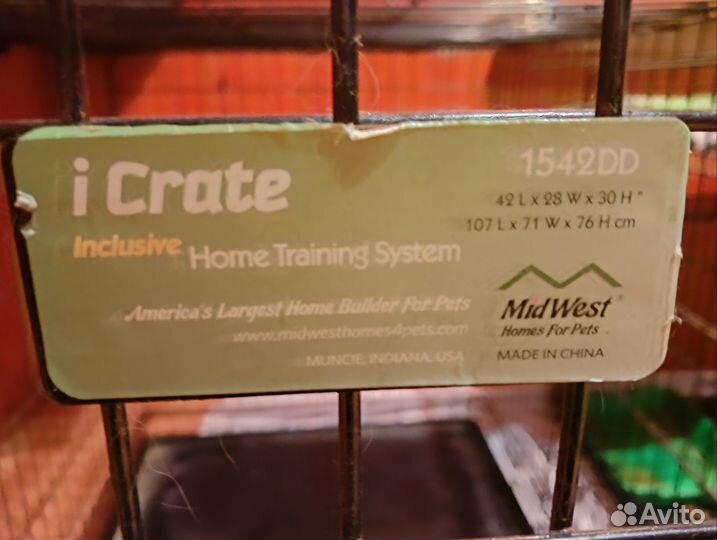 i Crate
1542DD
42 L x 28 W x 30 H "
107 L x 71 W x 76 H cm
Inclusive Home Training System
America's Largest Home Builder For Pets
www.midwesthomes4pets.com
MUNCIE, INDIANA, USA
MidWest®
Homes For Pets
MADE IN CHINA
Avito